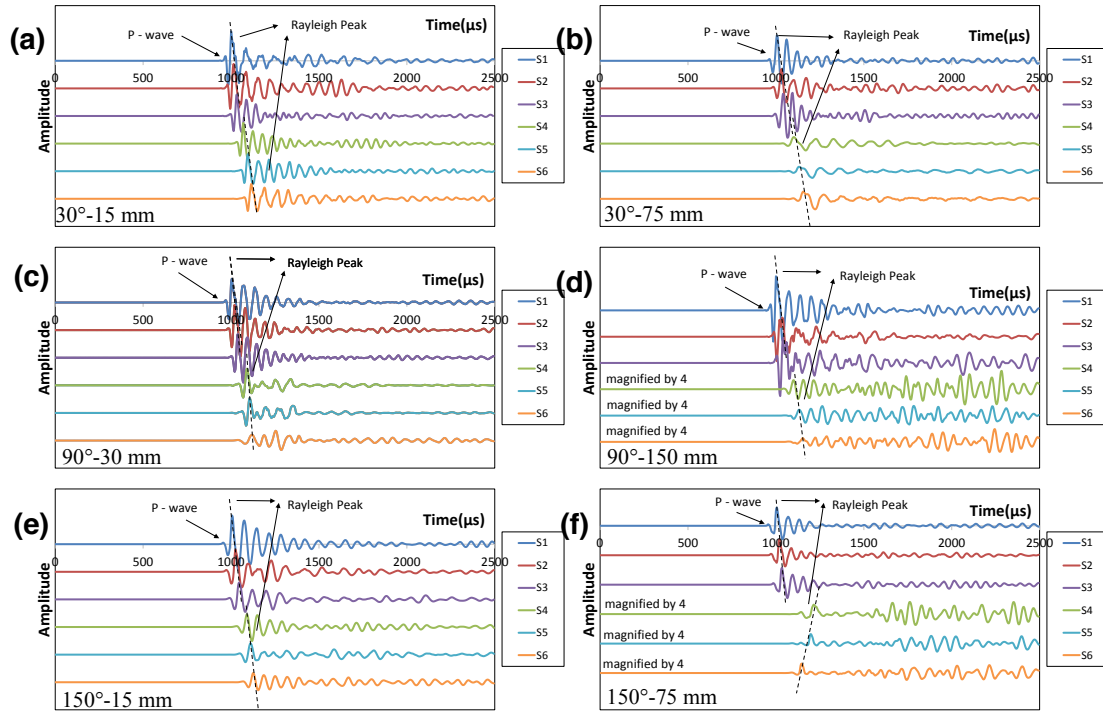 (a)
P - wave
Rayleigh Peak
Time(μs)
0
500
1000
1500
2000
2500
Amplitude
30°-15 mm
S1
S2
S3
S4
S5
S6
(b)
P - wave
Rayleigh Peak
Time(μs)
0
500
1000
1500
2000
2500
Amplitude
30°-75 mm
S1
S2
S3
S4
S5
S6
(c)
P - wave
Rayleigh Peak
Time(μs)
0
500
1000
1500
2000
2500
Amplitude
90°-30 mm
S1
S2
S3
S4
S5
S6
(d)
P - wave
Rayleigh Peak
Time(μs)
0
500
1000
1500
2000
2500
Amplitude
magnified by 4
magnified by 4
magnified by 4
90°-150 mm
S1
S2
S3
S4
S5
S6
(e)
P - wave
Rayleigh Peak
Time(μs)
0
500
1000
1500
2000
2500
Amplitude
150°-15 mm
S1
S2
S3
S4
S5
S6
(f)
P - wave
Rayleigh Peak
Time(μs)
0
500
1000
1500
2000
2500
Amplitude
magnified by 4
magnified by 4
magnified by 4
150°-75 mm
S1
S2
S3
S4
S5
S6